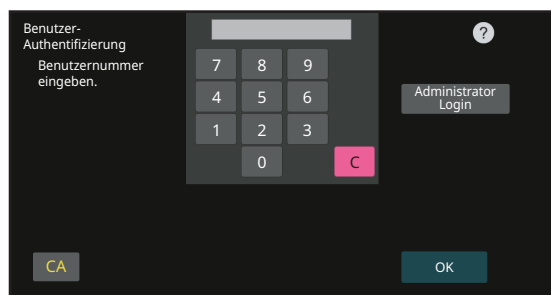 Benutzer-
Authentifizierung
Benutzernummer
eingeben.
?
7 8 9
4 5 6
1 2 3
0 C
Administrator
Login
CA
OK